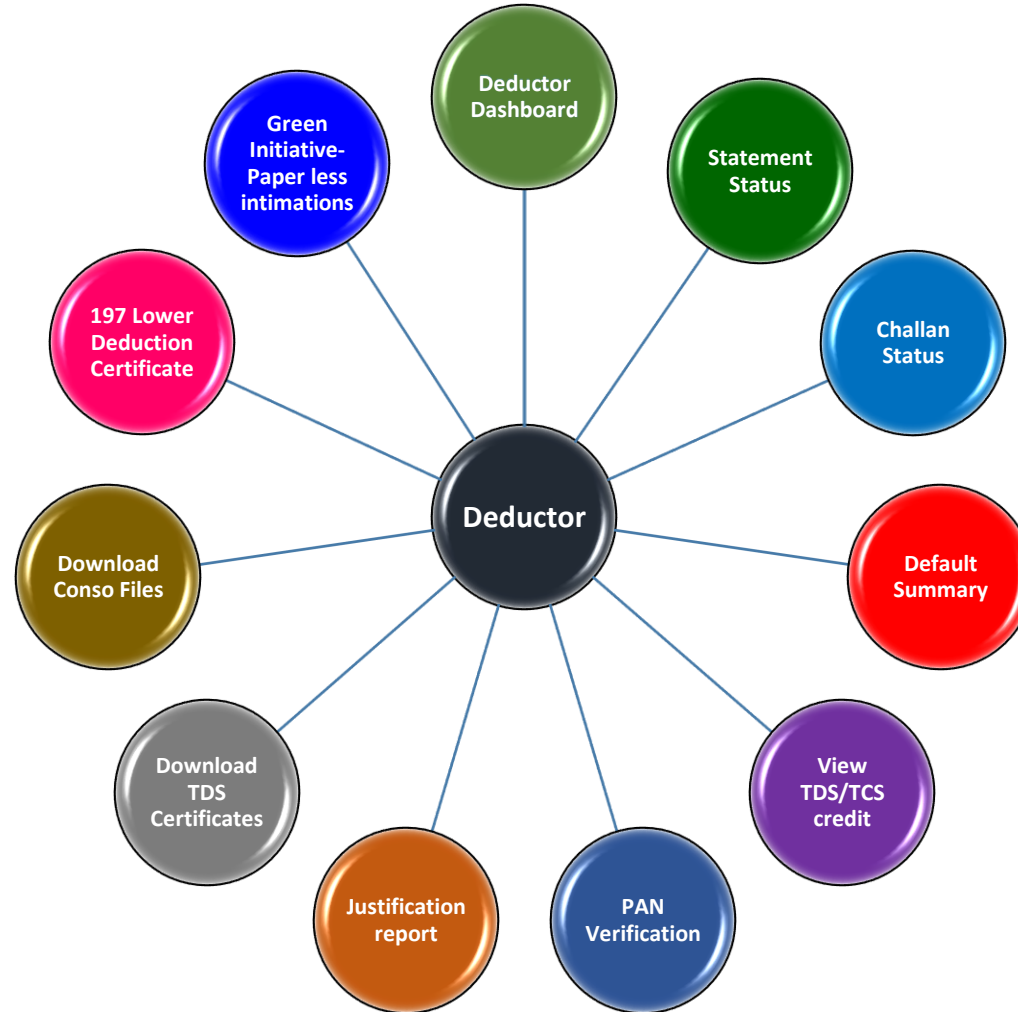 Deductor
Dashboard
Statement
Status
Challan
Status
Default
Summary
View
TDS/TCS
credit
PAN
Verification
Justification
report
Download
TDS
Certificates
Download
Conso Files
197 Lower
Deduction
Certificate
Green
Initiative-
Paper less
intimations
Deductor